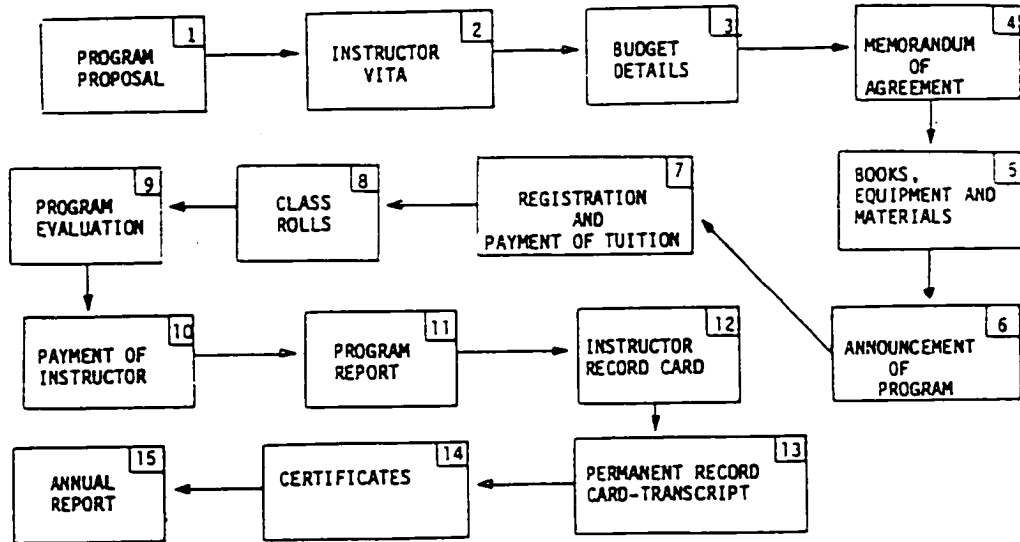 1
PROGRAM
PROPOSAL
2
INSTRUCTOR
VITA
3
BUDGET
DETAILS
4
MEMORANDUM
OF
AGREEMENT
5
BOOKS,
EQUIPMENT AND
MATERIALS
6
ANNOUNCEMENT
OF
PROGRAM
7
REGISTRATION
AND
PAYMENT OF TUITION
8
CLASS
ROLLS
9
PROGRAM
EVALUATION
10
PAYMENT OF
INSTRUCTOR
11
PROGRAM
REPORT
12
INSTRUCTOR
RECORD CARD
13
PERMANENT RECORD
CARD-TRANSCRIPT
14
CERTIFICATES
15
ANNUAL
REPORT